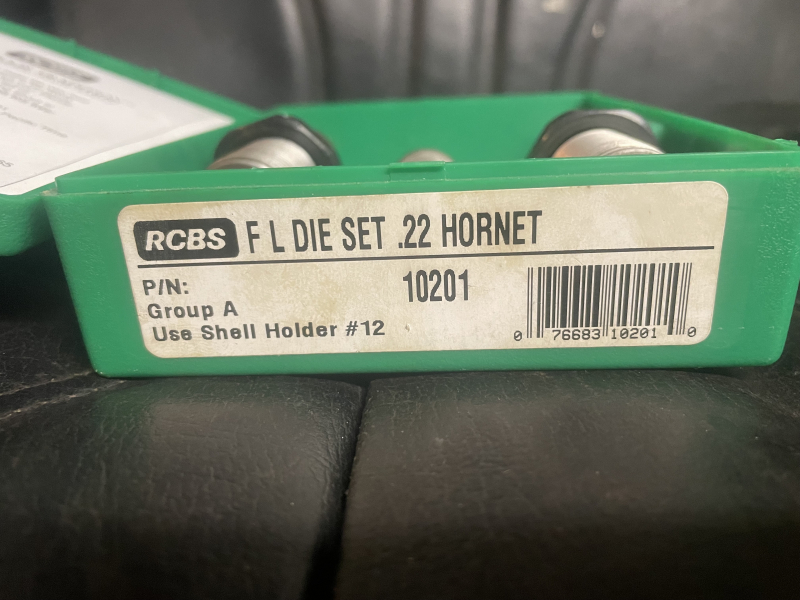 RCBS F L DIE SET .22 HORNET
P/N: 10201
Group A
Use Shell Holder #12
0 76683 10201 0